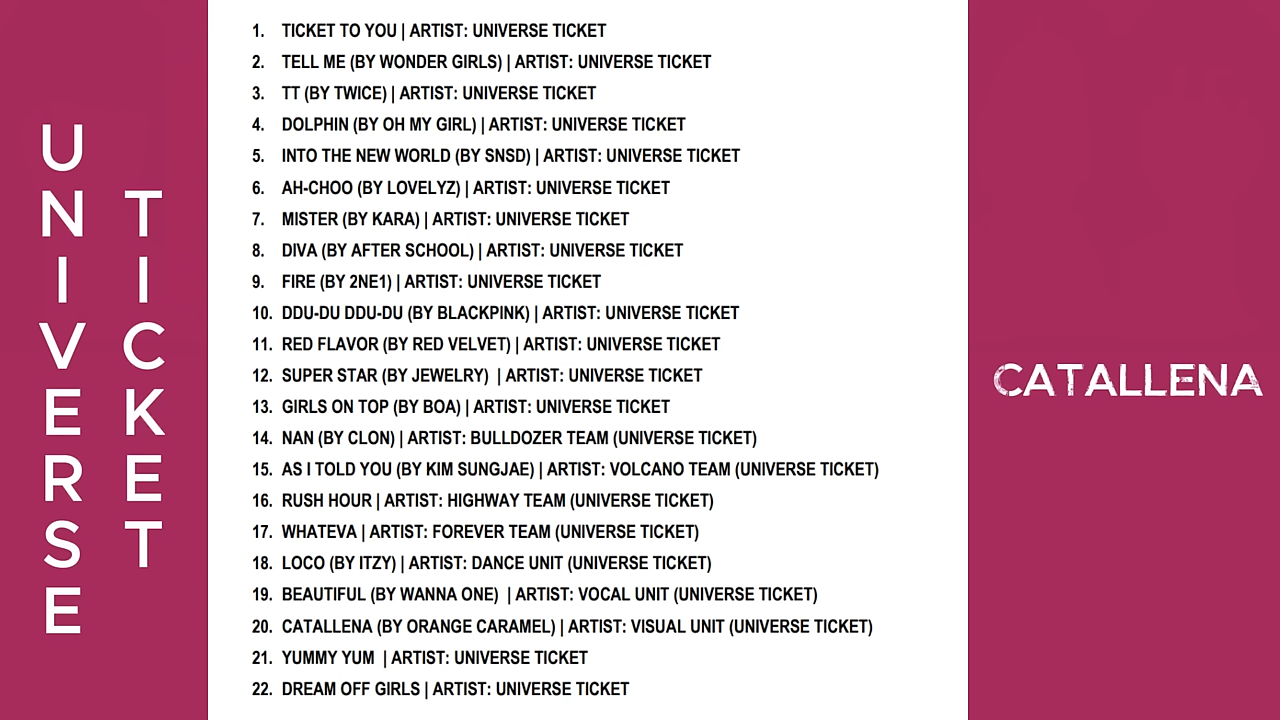 UNIVERSE
TICKET
1. TICKET TO YOU | ARTIST: UNIVERSE TICKET
2. TELL ME (BY WONDER GIRLS) | ARTIST: UNIVERSE TICKET
3. TT (BY TWICE) | ARTIST: UNIVERSE TICKET
4. DOLPHIN (BY OH MY GIRL) | ARTIST: UNIVERSE TICKET
5. INTO THE NEW WORLD (BY SNSD) | ARTIST: UNIVERSE TICKET
6. AH-CHOO (BY LOVELYZ) | ARTIST: UNIVERSE TICKET
7. MISTER (BY KARA) | ARTIST: UNIVERSE TICKET
8. DIVA (BY AFTER SCHOOL) | ARTIST: UNIVERSE TICKET
9. FIRE (BY 2NE1) | ARTIST: UNIVERSE TICKET
10. DDU-DU DDU-DU (BY BLACKPINK) | ARTIST: UNIVERSE TICKET
11. RED FLAVOR (BY RED VELVET) | ARTIST: UNIVERSE TICKET
12. SUPER STAR (BY JEWELRY) | ARTIST: UNIVERSE TICKET
13. GIRLS ON TOP (BY BOA) | ARTIST: UNIVERSE TICKET
14. NAN (BY CLON) | ARTIST: BULLDOZER TEAM (UNIVERSE TICKET)
15. AS I TOLD YOU (BY KIM SUNGJAE) | ARTIST: VOLCANO TEAM (UNIVERSE TICKET)
16. RUSH HOUR | ARTIST: HIGHWAY TEAM (UNIVERSE TICKET)
17. WHATEVA | ARTIST: FOREVER TEAM (UNIVERSE TICKET)
18. LOCO (BY ITZY) | ARTIST: DANCE UNIT (UNIVERSE TICKET)
19. BEAUTIFUL (BY WANNA ONE) | ARTIST: VOCAL UNIT (UNIVERSE TICKET)
20. CATALLENA (BY ORANGE CARAMEL) | ARTIST: VISUAL UNIT (UNIVERSE TICKET)
21. YUMMY YUM | ARTIST: UNIVERSE TICKET
22. DREAM OFF GIRLS | ARTIST: UNIVERSE TICKET
CATALLENA